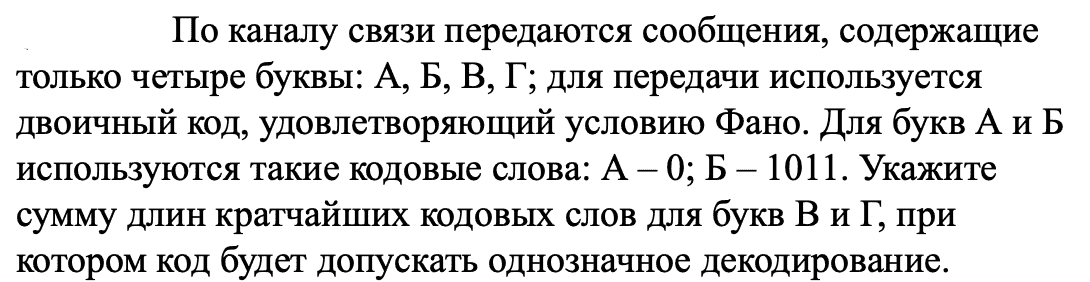 По каналу связи передаются сообщения, содержащие
только четыре буквы: А, Б, В, Г; для передачи используется
двоичный код, удовлетворяющий условию Фано. Для букв А и Б
используются такие кодовые слова: А – 0; Б – 1011. Укажите
сумму длин кратчайших кодовых слов для букв В и Г, при
котором код будет допускать однозначное декодирование.